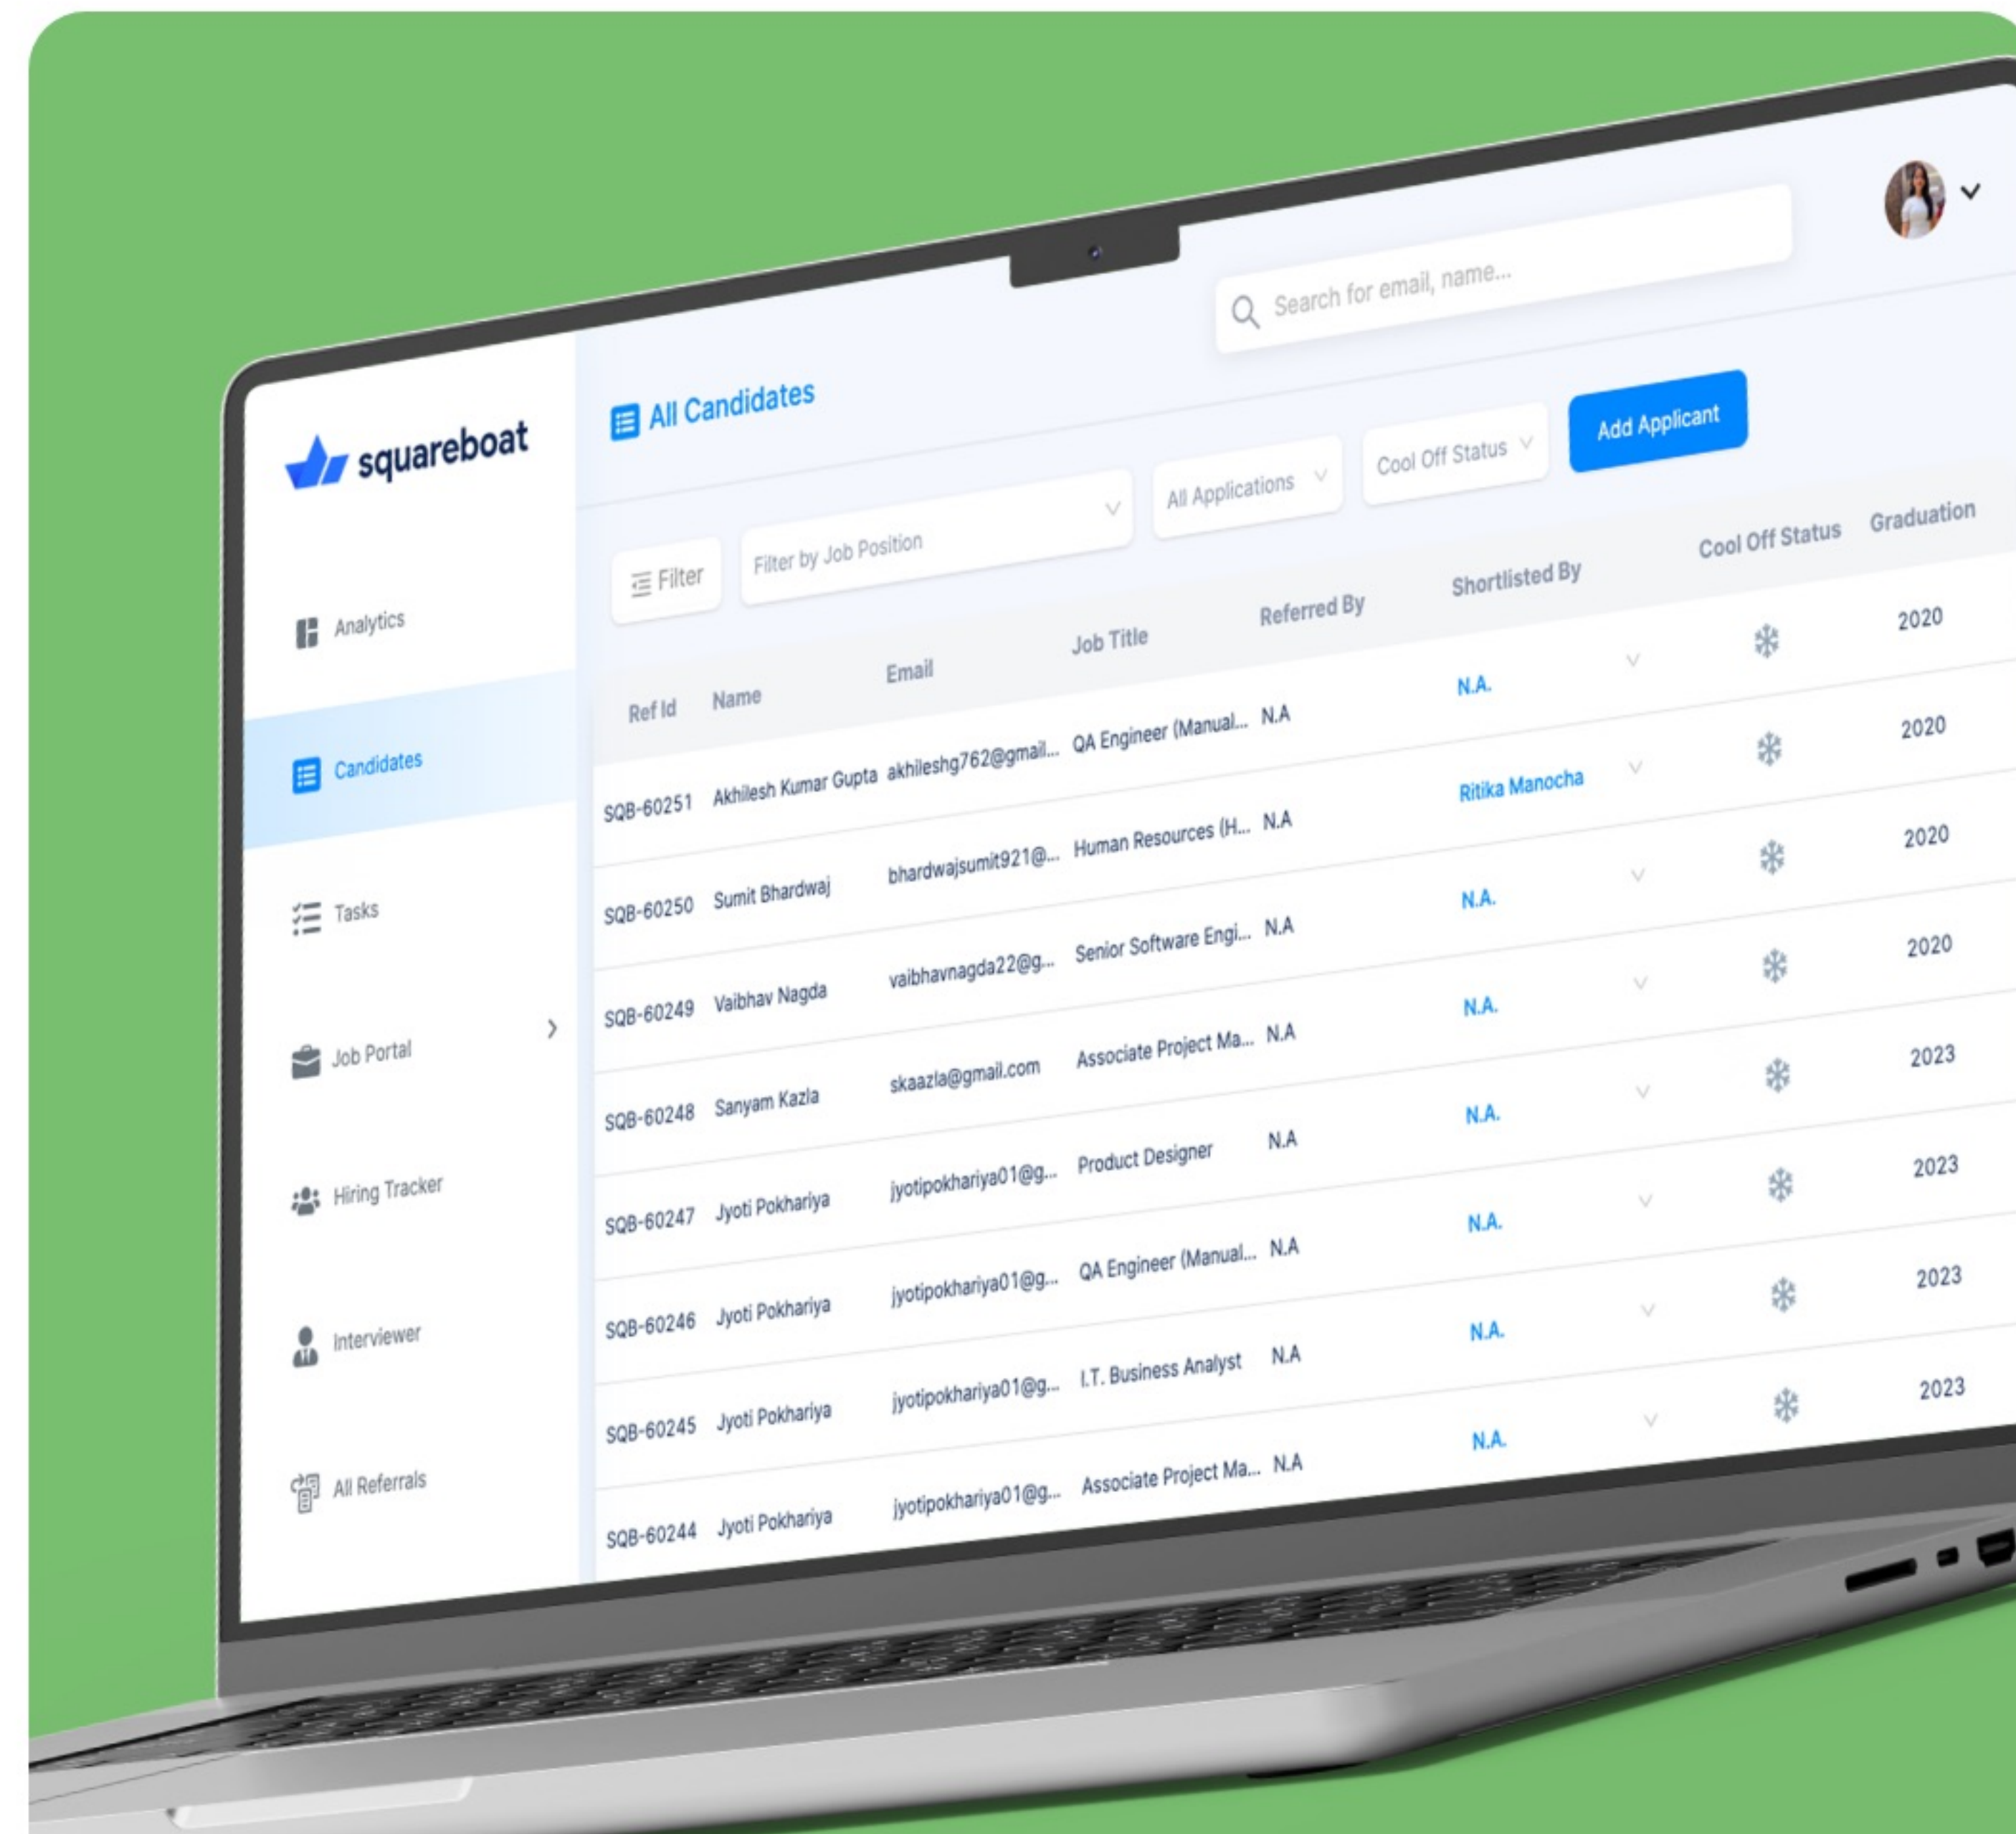 squareboat
Analytics
Candidates
Tasks
Job Portal
Hiring Tracker
Interviewer
All Referrals
All Candidates
Search for email, name...
Filter
Filter by Job Position
All Applications
Cool Off Status
Add Applicant
Ref Id Name Email Job Title Referred By Shortlisted By Cool Off Status Graduation
SQB-60251 Akhilesh Kumar Gupta akhileshg762@gmail... QA Engineer (Manual... N.A N.A. 2020
SQB-60250 Sumit Bhardwaj bhardwajsumit921@... Human Resources (H... N.A Ritika Manocha 2020
SQB-60249 Vaibhav Nagda vaibhavnagda22@g... Senior Software Engi... N.A N.A. 2020
SQB-60248 Sanyam Kazla skaazla@gmail.com Associate Project Ma... N.A N.A. 2020
SQB-60247 Jyoti Pokhariya jyotipokhariya01@g... Product Designer N.A N.A. 2023
SQB-60246 Jyoti Pokhariya jyotipokhariya01@g... QA Engineer (Manual... N.A N.A. 2023
SQB-60245 Jyoti Pokhariya jyotipokhariya01@g... I.T. Business Analyst N.A N.A. 2023
SQB-60244 Jyoti Pokhariya jyotipokhariya01@g... Associate Project Ma... N.A N.A. 2023